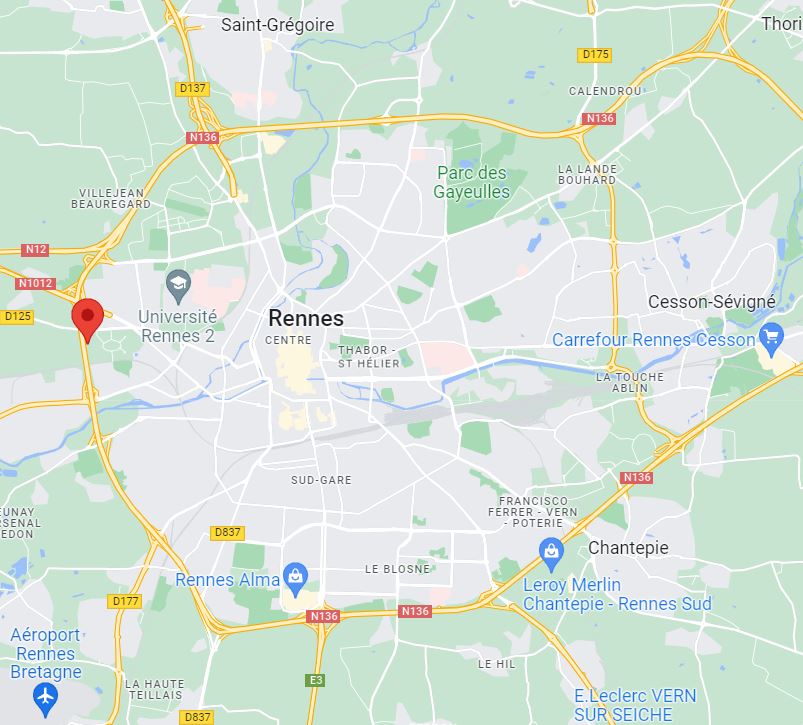 Saint-Grégoire
Thori
D175
D137
CALENDROU
N136
N136
Parc des
Gayeulles
LA LANDE
BOUHARD
VILLEJEAN
BEAUREGARD
N12
N1012
D125
Université
Rennes 2
Rennes
CENTRE
Cesson-Sévigné
Carrefour Rennes Cesson
THABOR -
ST HÉLIER
LA TOUCHE
ABLIN
SUD-GARE
N136
FRANCISCO
FERRER - VERN
- POTERIE
EUNAY
RSENAL
EDON
D837
Chantepie
LE BLOSNE
Rennes Alma
Leroy Merlin
Chantepie - Rennes Sud
D177
N136
N136
Aéroport
Rennes
Bretagne
LE HIL
E3
LA HAUTE
TEILLAIS
E.Leclerc VERN
SUR SEICHE
D837